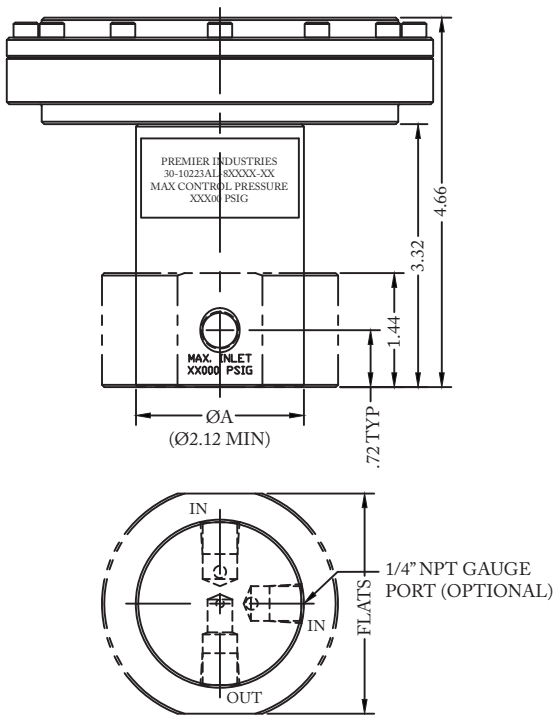 PREMIER INDUSTRIES
30-10223AL-8XXXX-XX
MAX CONTROL PRESSURE
XXX00 PSIG
4.66
3.32
1.44
MAX. INLET
XX000 PSIG
.72 TYP
ØA
(Ø2.12 MIN)
IN
1/4” NPT GAUGE
PORT (OPTIONAL)
FLATS
IN
OUT